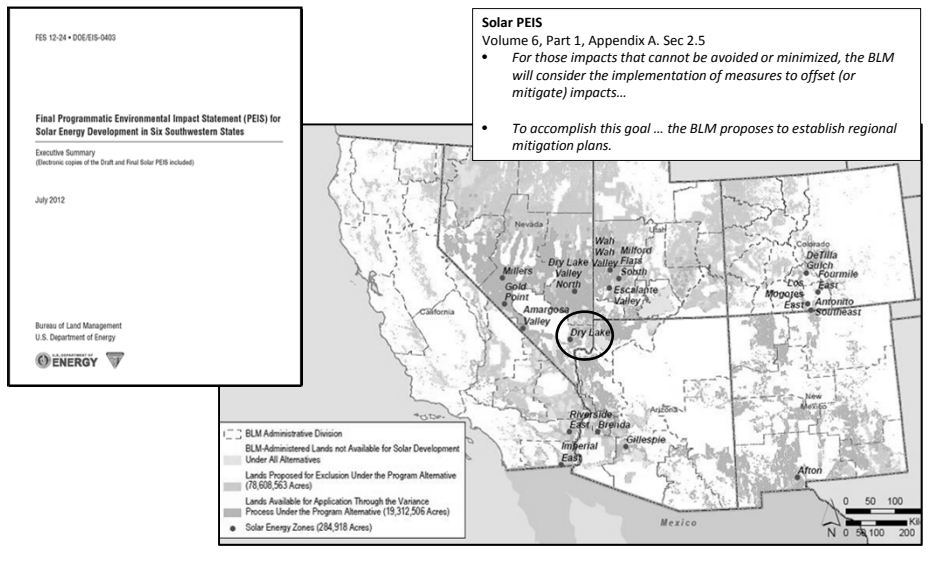 FES 12-24 • DOE/EIS-0403
Final Programmatic Environmental Impact Statement (PEIS) for
Solar Energy Development in Six Southwestern States
Executive Summary
(Electronic copies of the Draft and Final Solar PEIS included)
July 2012
Bureau of Land Management
U.S. Department of Energy
U.S. DEPARTMENT OF
ENERGY
Solar PEIS
Volume 6, Part 1, Appendix A. Sec 2.5
• For those impacts that cannot be avoided or minimized, the BLM
will consider the implementation of measures to offset (or
mitigate) impacts…
• To accomplish this goal … the BLM proposes to establish regional
mitigation plans.
Nevada
Utah
Colorado
California
Arizona
New
Mexico
Mexico
Wah
Wah
Valley
Milford
Flats
South
Dry Lake
Valley
North
Millers
Gold
Point
Escalante
Valley
Amargosa
Valley
Dry Lake
DeTilla
Gulch
Fourmile
East
Los
Mogotes
East
Antonito
Southeast
Riverside
East
Brenda
Imperial
East
Gillespie
Afton
BLM Administrative Division
BLM-Administered Lands not Available for Solar Development
Under All Alternatives
Lands Proposed for Exclusion Under the Program Alternative
(78,608,563 Acres)
Lands Available for Application Through the Variance
Process Under the Program Alternative (19,312,506 Acres)
Solar Energy Zones (284,918 Acres)
N
0 50 100
0 50 100 200